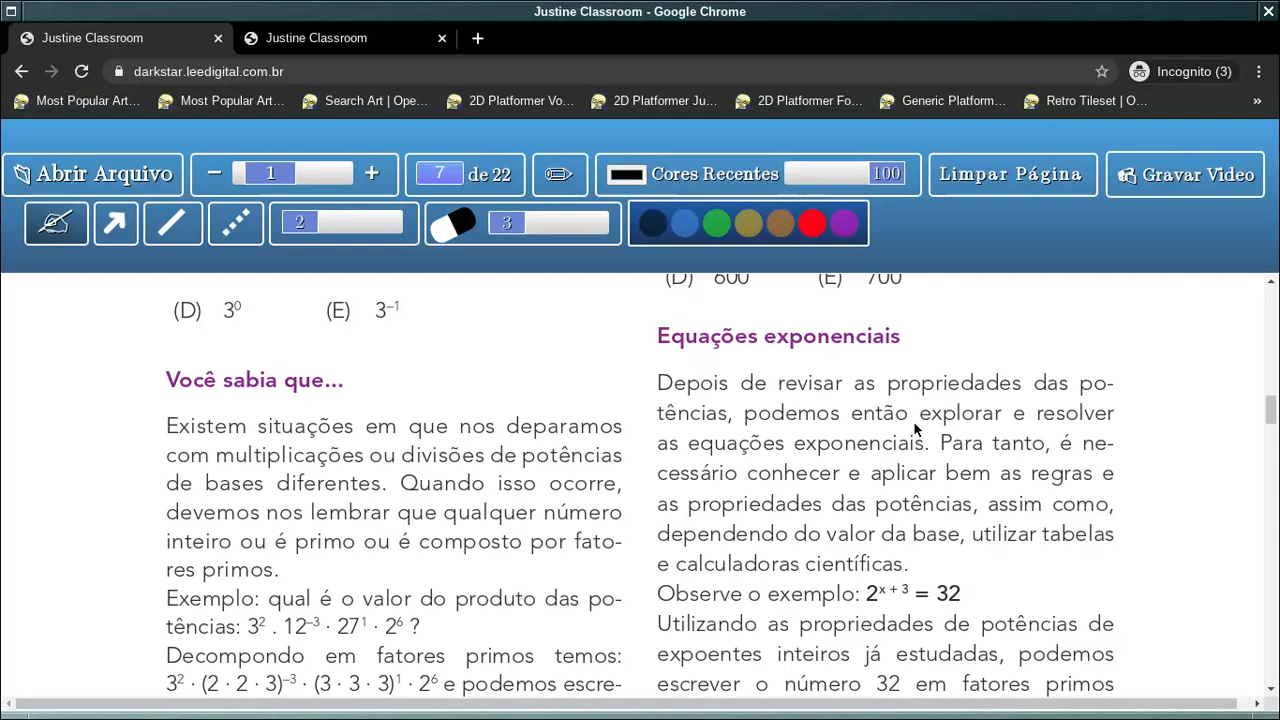 Justine Classroom - Google Chrome
Justine Classroom
Justine Classroom
darkstar.leedigital.com.br
Incognito (3)
Most Popular Art...
Most Popular Art...
Search Art | Ope...
2D Platformer Vo...
2D Platformer Ju...
2D Platformer Fo...
Generic Platform...
Retro Tileset | O...
Abrir Arquivo
− 1 +
7 de 22
Cores Recentes
100
Limpar Página
Gravar Video
2
3
(D) 3⁰ (E) 3⁻¹
Você sabia que...
Existem situações em que nos deparamos
com multiplicações ou divisões de potências
de bases diferentes. Quando isso ocorre,
devemos nos lembrar que qualquer número
inteiro ou é primo ou é composto por fato-
res primos.
Exemplo: qual é o valor do produto das po-
tências: 3² . 12⁻³ · 27¹ · 2⁶ ?
Decompondo em fatores primos temos:
3² · (2 · 2 · 3)⁻³ · (3 · 3 · 3)¹ · 2⁶ e podemos escre-
(D) 600 (E) 700
Equações exponenciais
Depois de revisar as propriedades das po-
tências, podemos então explorar e resolver
as equações exponenciais. Para tanto, é ne-
cessário conhecer e aplicar bem as regras e
as propriedades das potências, assim como,
dependendo do valor da base, utilizar tabelas
e calculadoras científicas.
Observe o exemplo: 2ˣ ⁺ ³ = 32
Utilizando as propriedades de potências de
expoentes inteiros já estudadas, podemos
escrever o número 32 em fatores primos